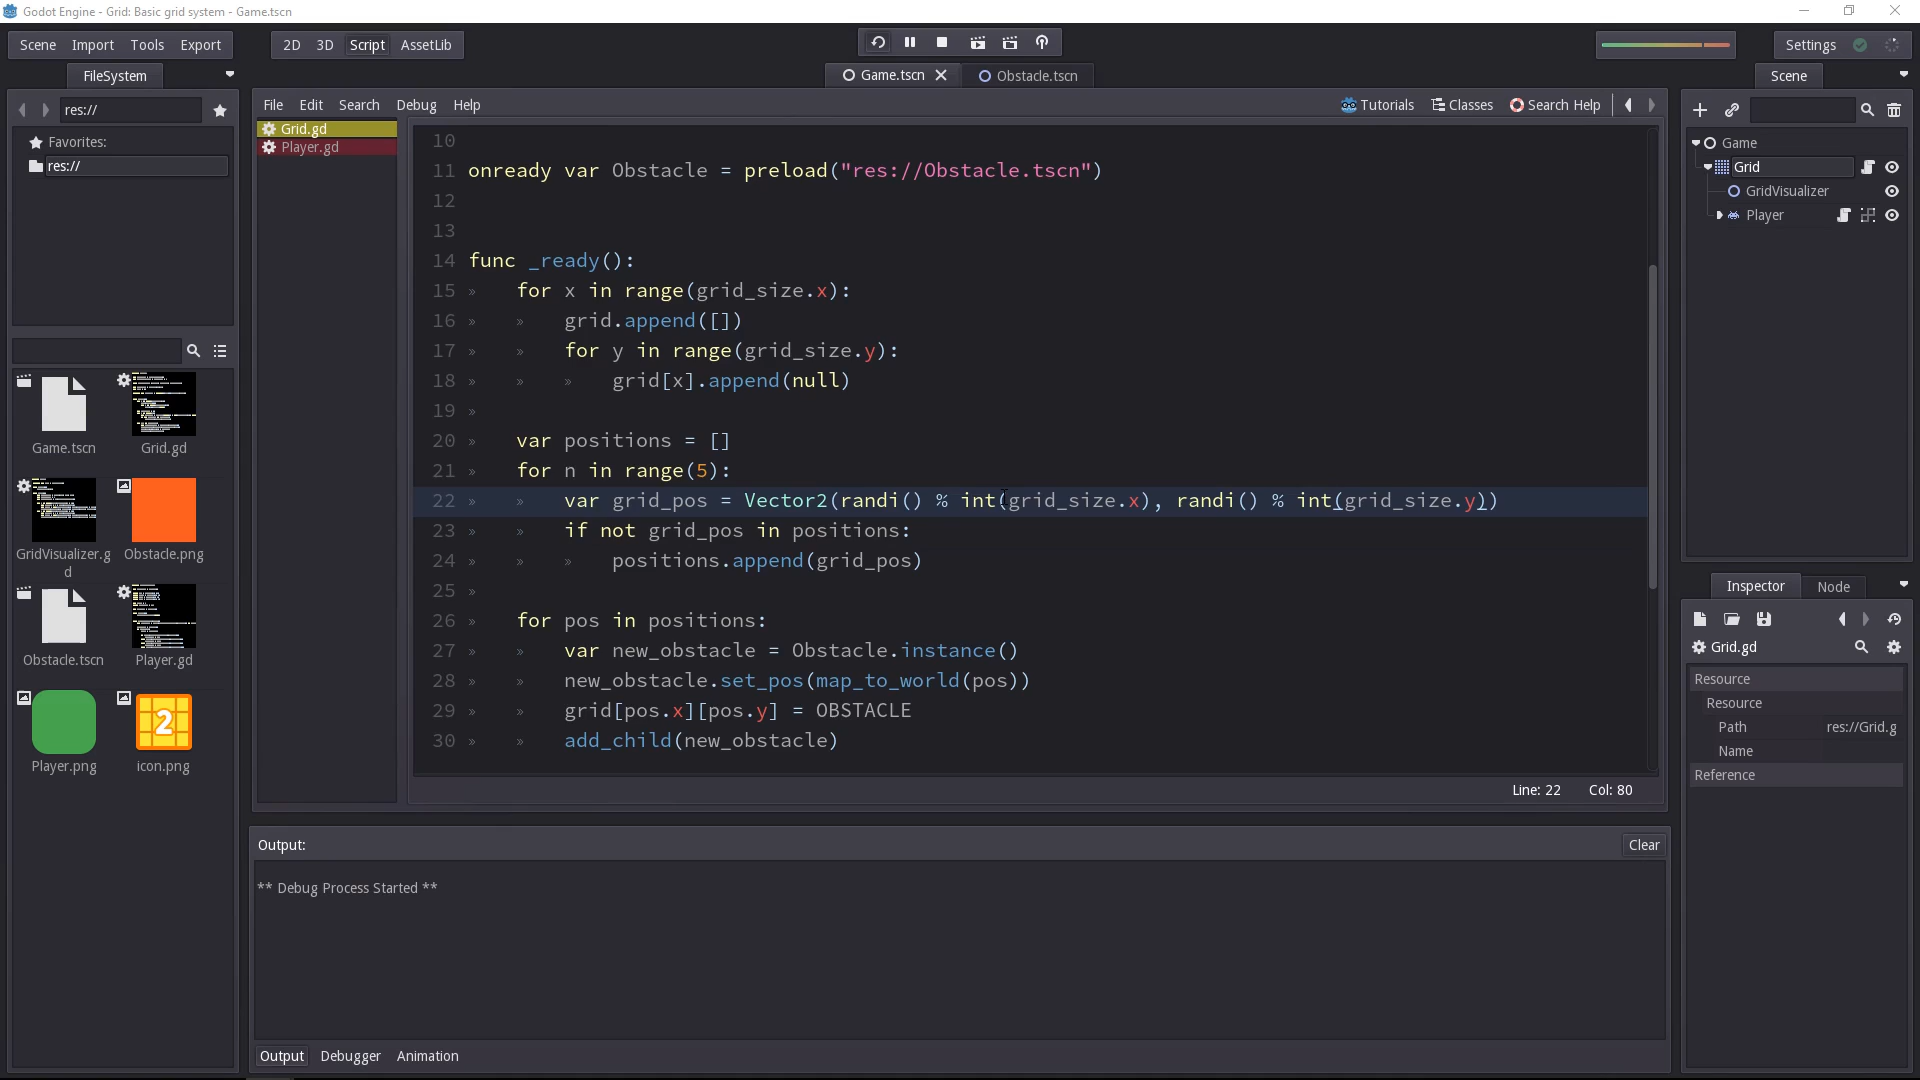 Godot Engine - Grid: Basic grid system - Game.tscn
Scene Import Tools Export
2D 3D Script AssetLib
Settings
FileSystem
Game.tscn
Obstacle.tscn
Scene
res://
File Edit Search Debug Help
Tutorials Classes Search Help
Favorites:
res://
Grid.gd
Player.gd
Game
Grid
GridVisualizer
Player
10
11 onready var Obstacle = preload("res://Obstacle.tscn")
12
13
14 func _ready():
15 » for x in range(grid_size.x):
16 » » grid.append([])
17 » » for y in range(grid_size.y):
18 » » » grid[x].append(null)
19 »
20 » var positions = []
21 » for n in range(5):
22 » » var grid_pos = Vector2(randi() % int(grid_size.x), randi() % int(grid_size.y))
23 » » if not grid_pos in positions:
24 » » » positions.append(grid_pos)
25 »
26 » for pos in positions:
27 » » var new_obstacle = Obstacle.instance()
28 » » new_obstacle.set_pos(map_to_world(pos))
29 » » grid[pos.x][pos.y] = OBSTACLE
30 » » add_child(new_obstacle)
Line: 22 Col: 80
Game.tscn
Grid.gd
GridVisualizer.g
d
Obstacle.png
Obstacle.tscn
Player.gd
2
Player.png
icon.png
Inspector Node
Grid.gd
Resource
Resource
Path res://Grid.g
Name
Reference
Output:
Clear
** Debug Process Started **
Output Debugger Animation